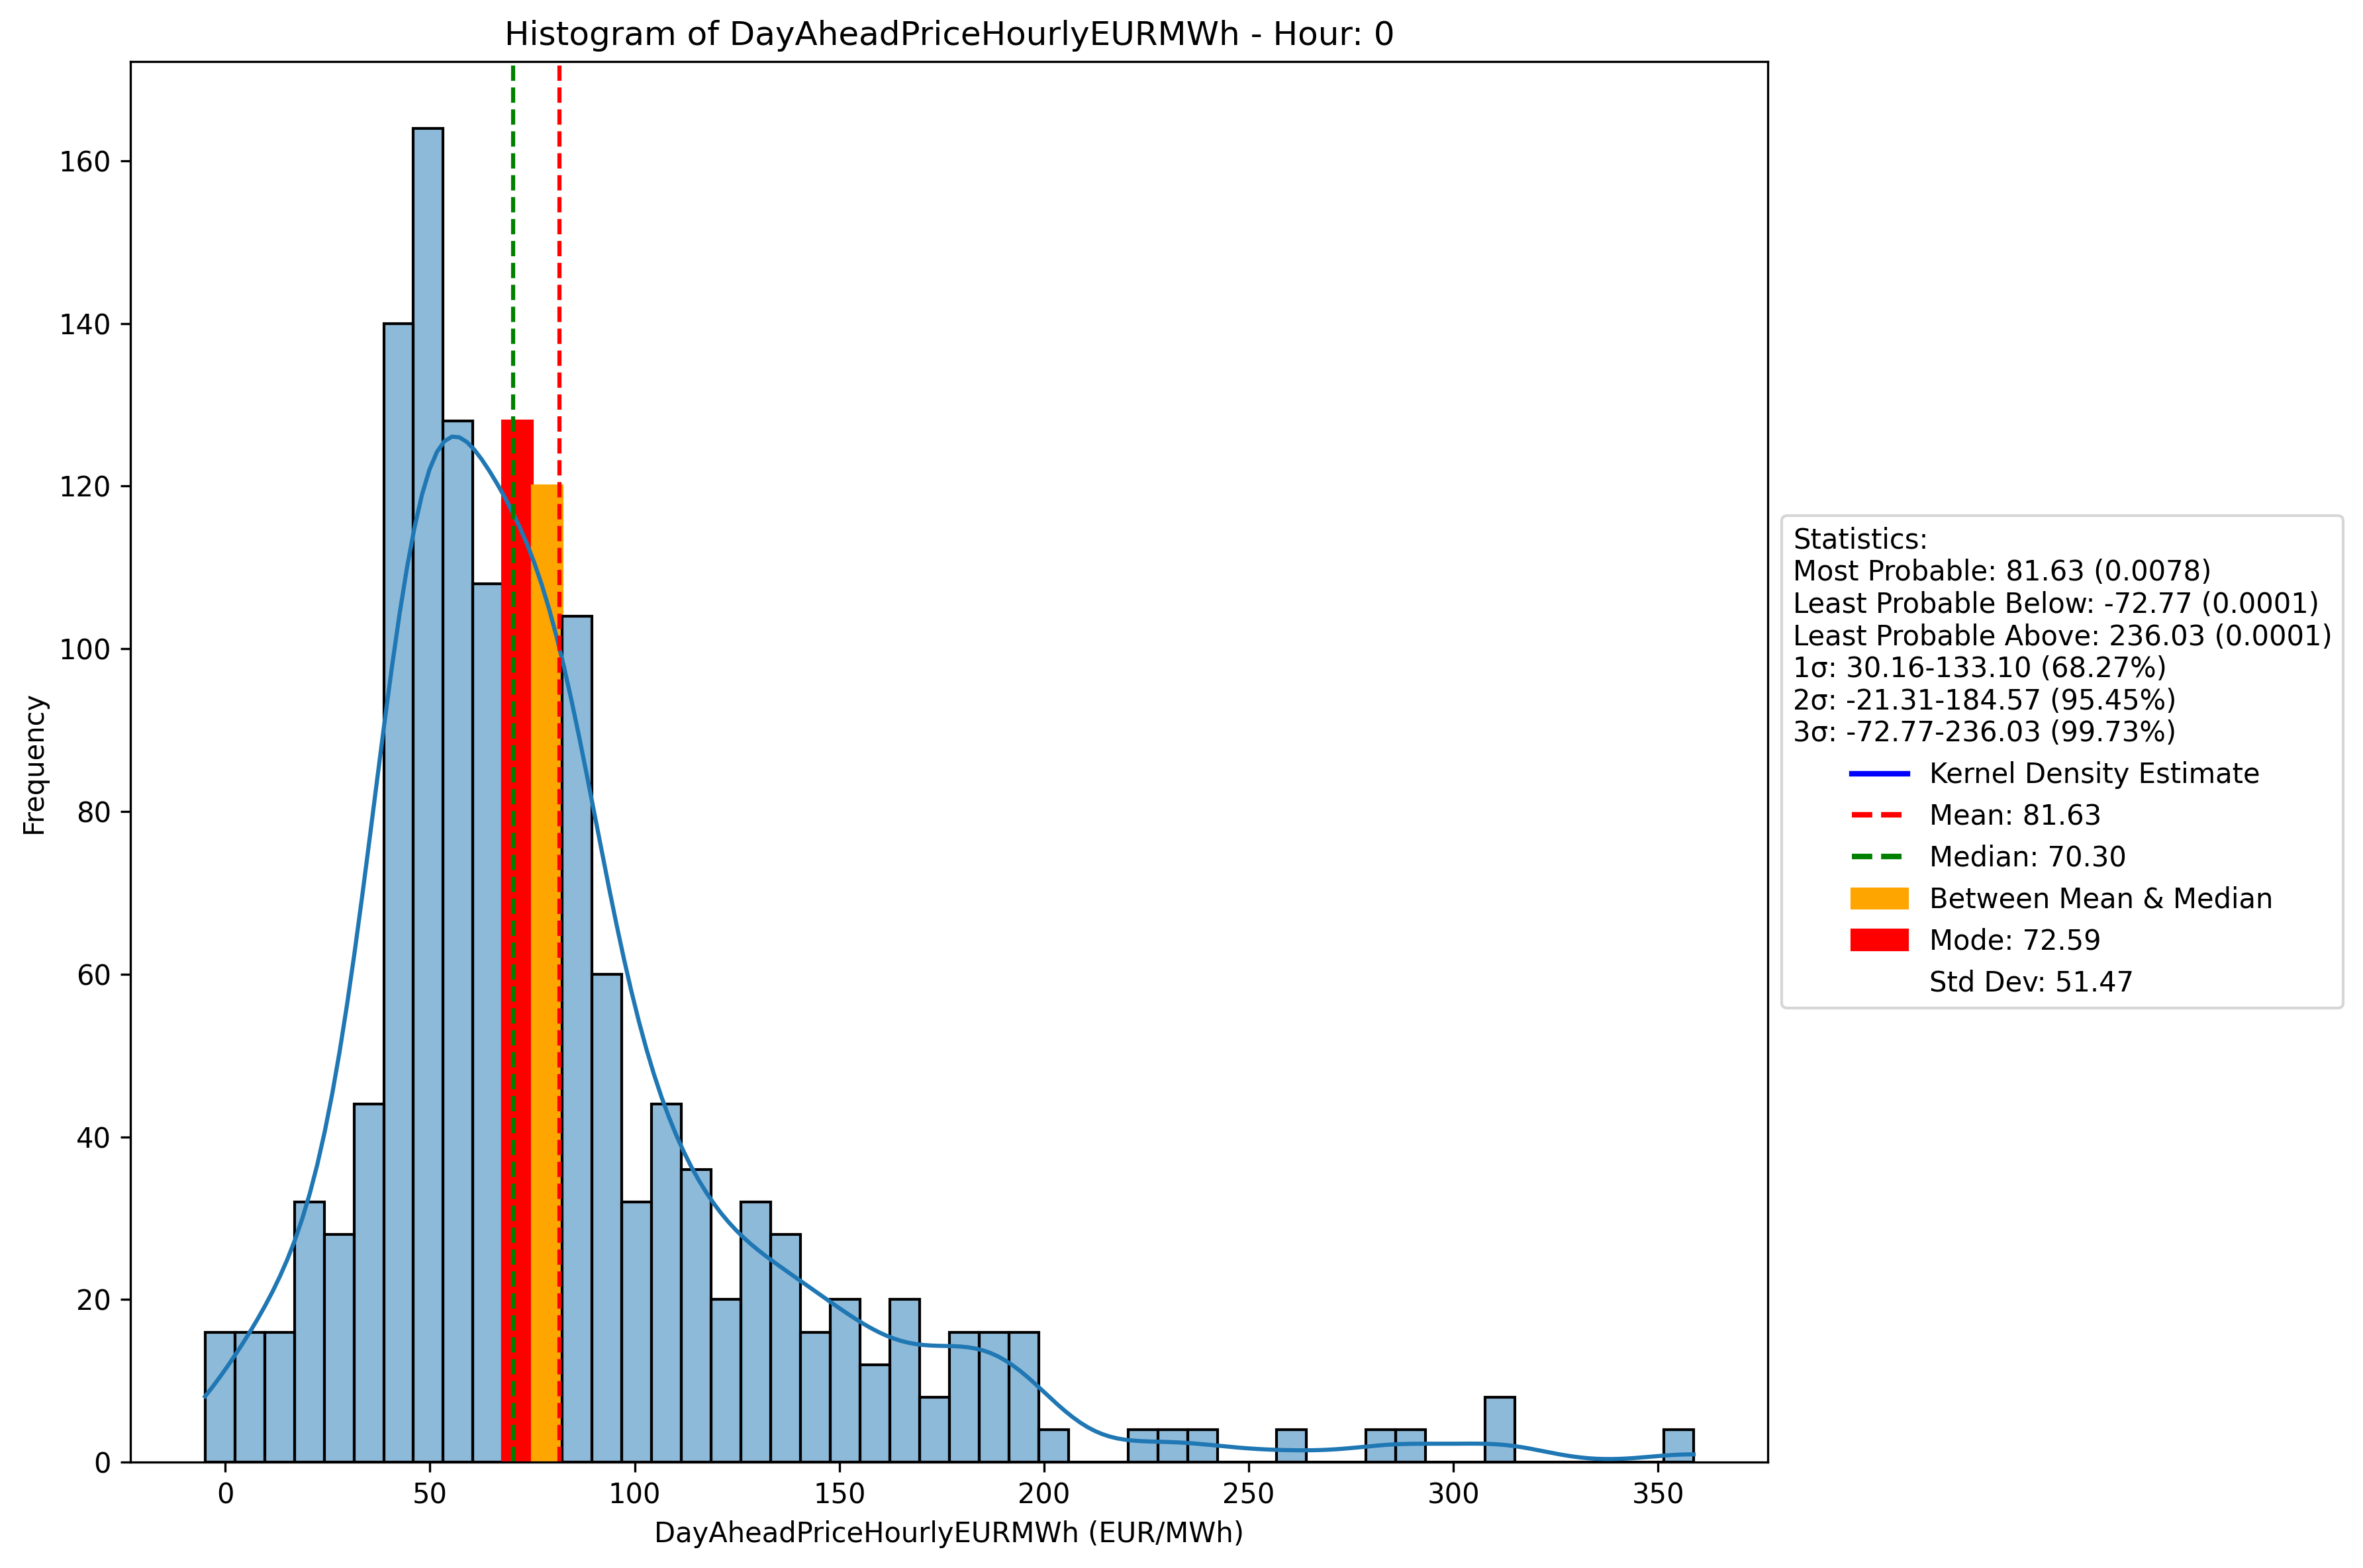 Histogram of DayAheadPriceHourlyEURMWh - Hour: 0
Frequency
160
140
120
100
80
60
40
20
0
0 50 100 150 200 250 300 350
DayAheadPriceHourlyEURMWh (EUR/MWh)
Statistics:
Most Probable: 81.63 (0.0078)
Least Probable Below: -72.77 (0.0001)
Least Probable Above: 236.03 (0.0001)
1σ: 30.16-133.10 (68.27%)
2σ: -21.31-184.57 (95.45%)
3σ: -72.77-236.03 (99.73%)
Kernel Density Estimate
Mean: 81.63
Median: 70.30
Between Mean & Median
Mode: 72.59
Std Dev: 51.47